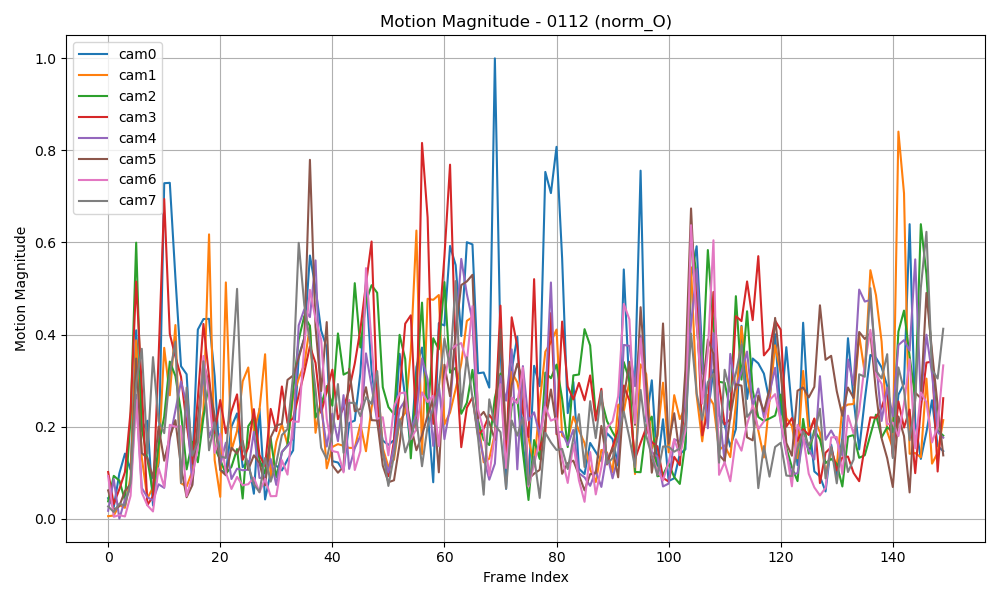 Motion Magnitude - 0112 (norm_O)
cam0
cam1
cam2
cam3
cam4
cam5
cam6
cam7
Motion Magnitude
1.0
0.8
0.6
0.4
0.2
0.0
0 20 40 60 80 100 120 140
Frame Index